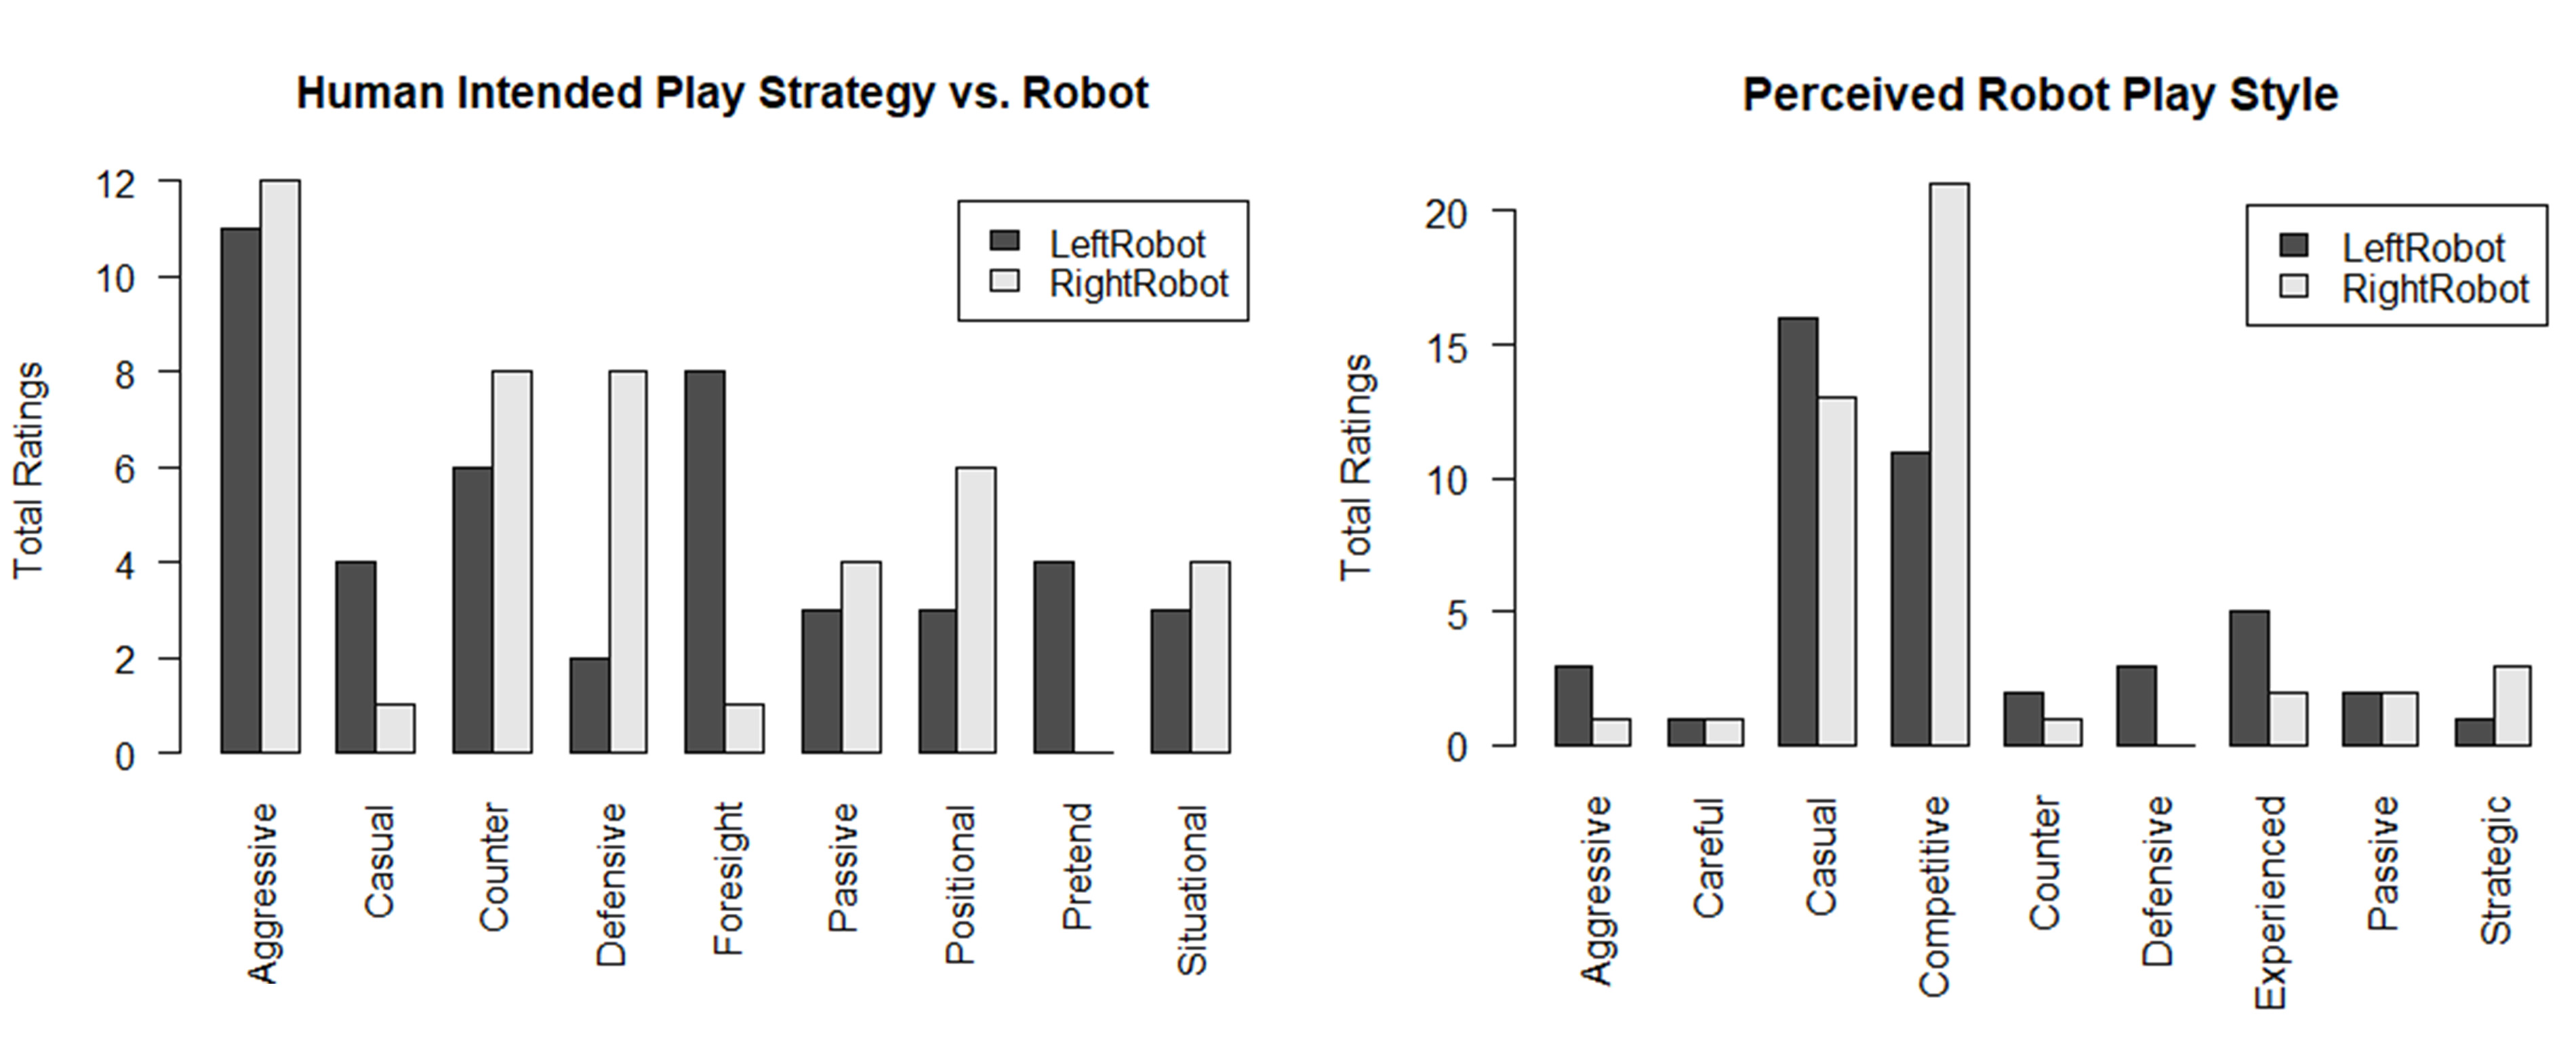 Human Intended Play Strategy vs. Robot
Total Ratings
12
10
8
6
4
2
0
LeftRobot
RightRobot
Aggressive
Casual
Counter
Defensive
Foresight
Passive
Positional
Pretend
Situational
Perceived Robot Play Style
Total Ratings
20
15
10
5
0
LeftRobot
RightRobot
Aggressive
Careful
Casual
Competitive
Counter
Defensive
Experienced
Passive
Strategic